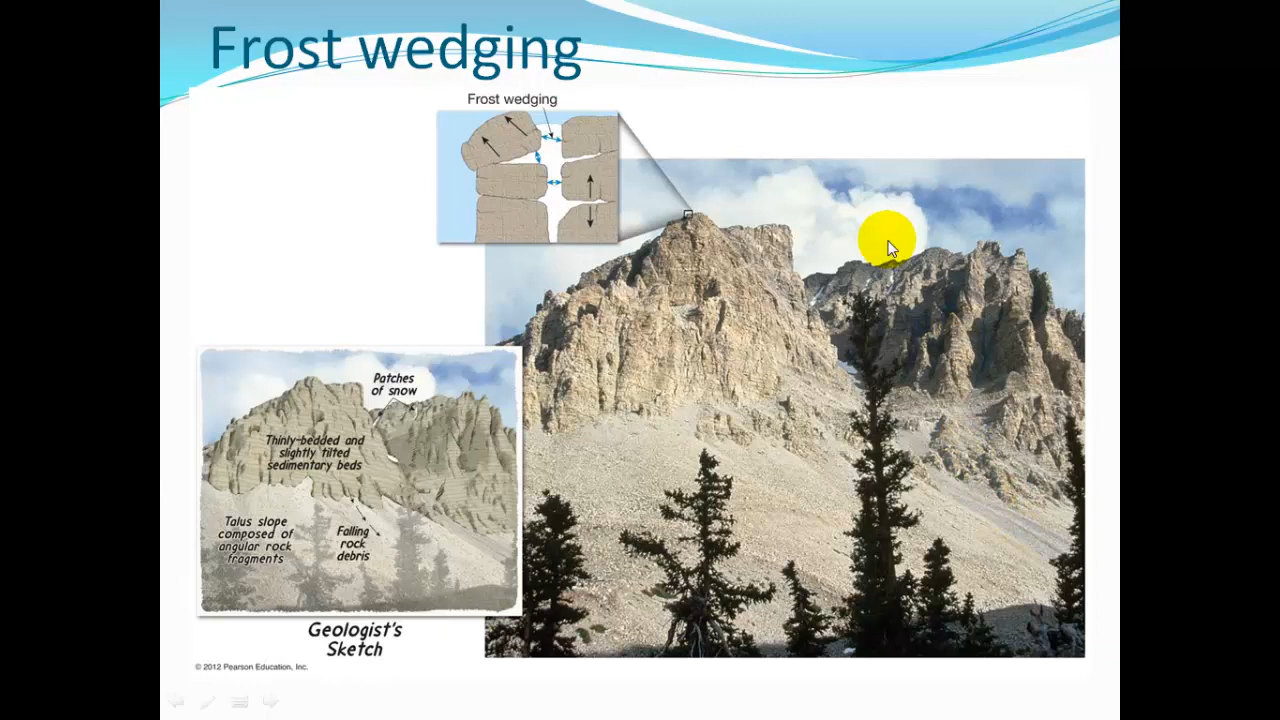 Frost wedging
Frost wedging
Patches
of snow
Thinly-bedded and
slightly tilted
sedimentary beds
Talus slope
composed of
angular rock
fragments
Falling
rock
debris
Geologist's
Sketch
© 2012 Pearson Education, Inc.